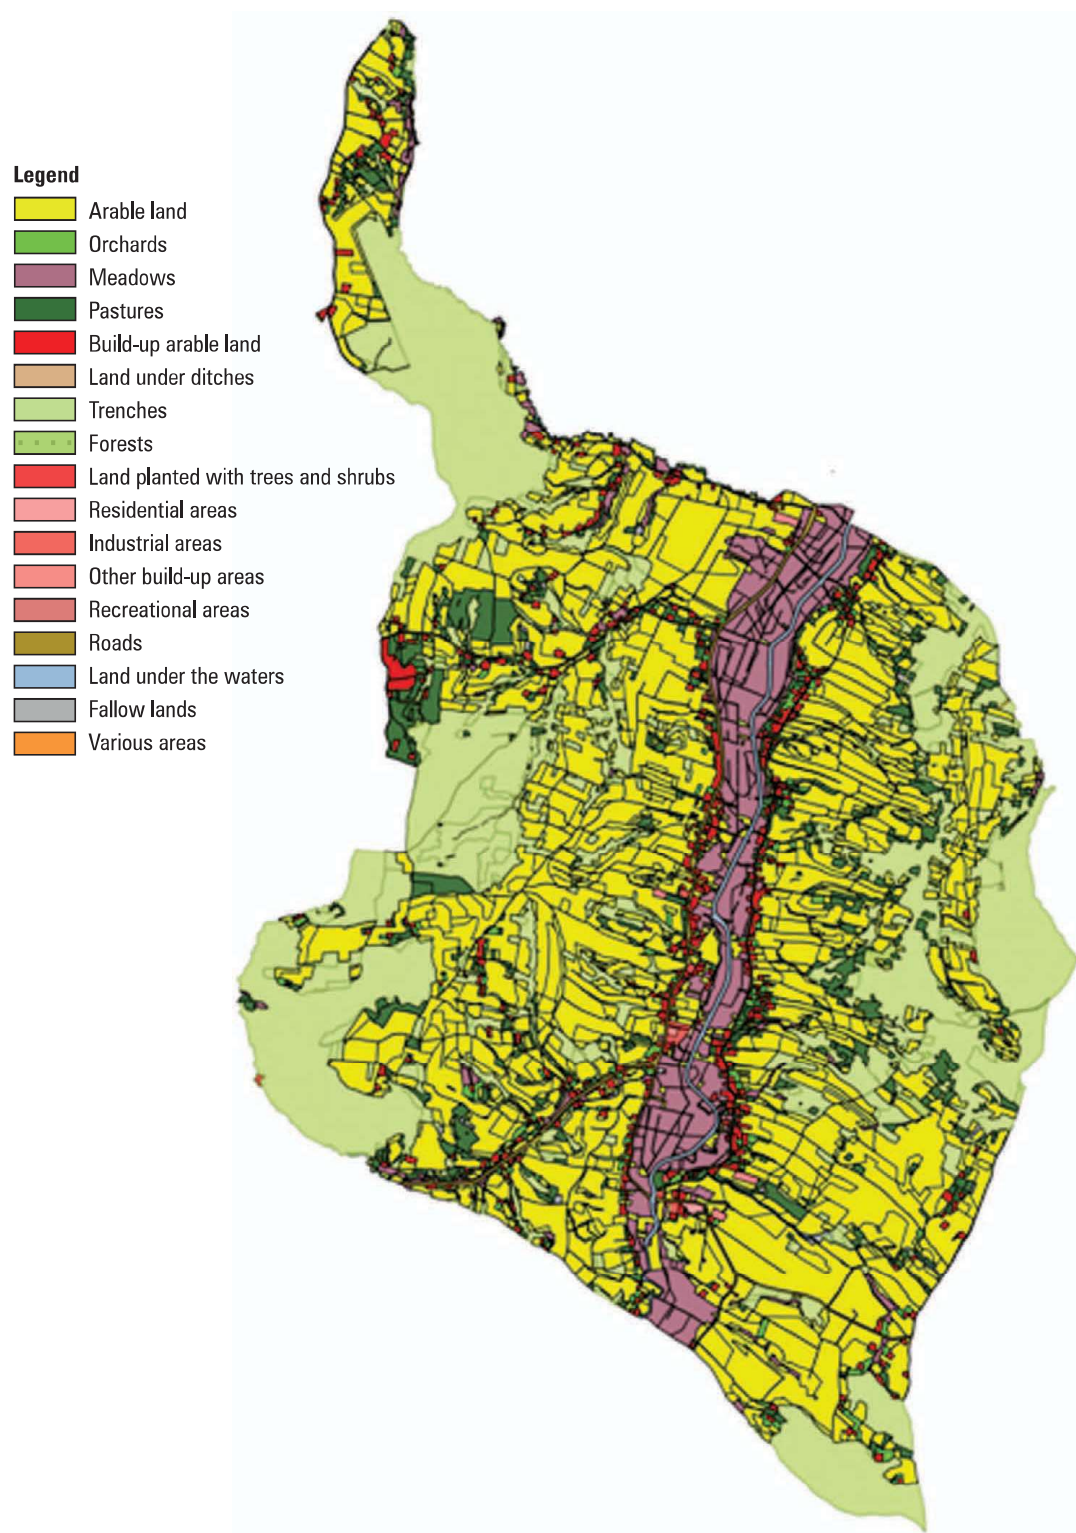 Legend
Arable land
Orchards
Meadows
Pastures
Build-up arable land
Land under ditches
Trenches
Forests
Land planted with trees and shrubs
Residential areas
Industrial areas
Other build-up areas
Recreational areas
Roads
Land under the waters
Fallow lands
Various areas